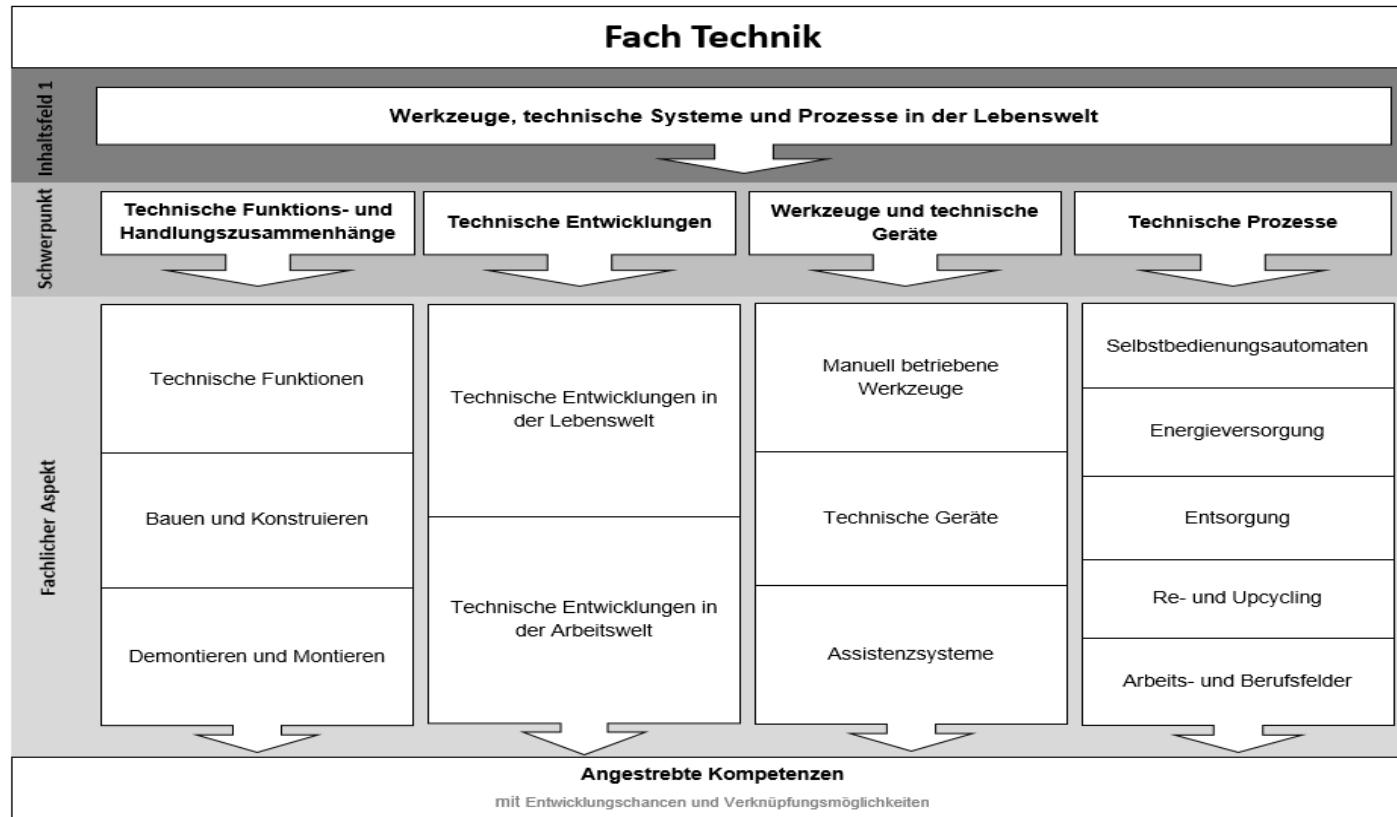 Fach Technik
Inhaltsfeld 1
Werkzeuge, technische Systeme und Prozesse in der Lebenswelt
Schwerpunkt
Technische Funktions- und
Handlungszusammenhänge
Technische Entwicklungen
Werkzeuge und technische
Geräte
Technische Prozesse
Fachlicher Aspekt
Technische Funktionen
Bauen und Konstruieren
Demontieren und Montieren
Technische Entwicklungen in
der Lebenswelt
Technische Entwicklungen in
der Arbeitswelt
Manuell betriebene
Werkzeuge
Technische Geräte
Assistenzsysteme
Selbstbedienungsautomaten
Energieversorgung
Entsorgung
Re- und Upcycling
Arbeits- und Berufsfelder
Angestrebte Kompetenzen
mit Entwicklungschancen und Verknüpfungsmöglichkeiten